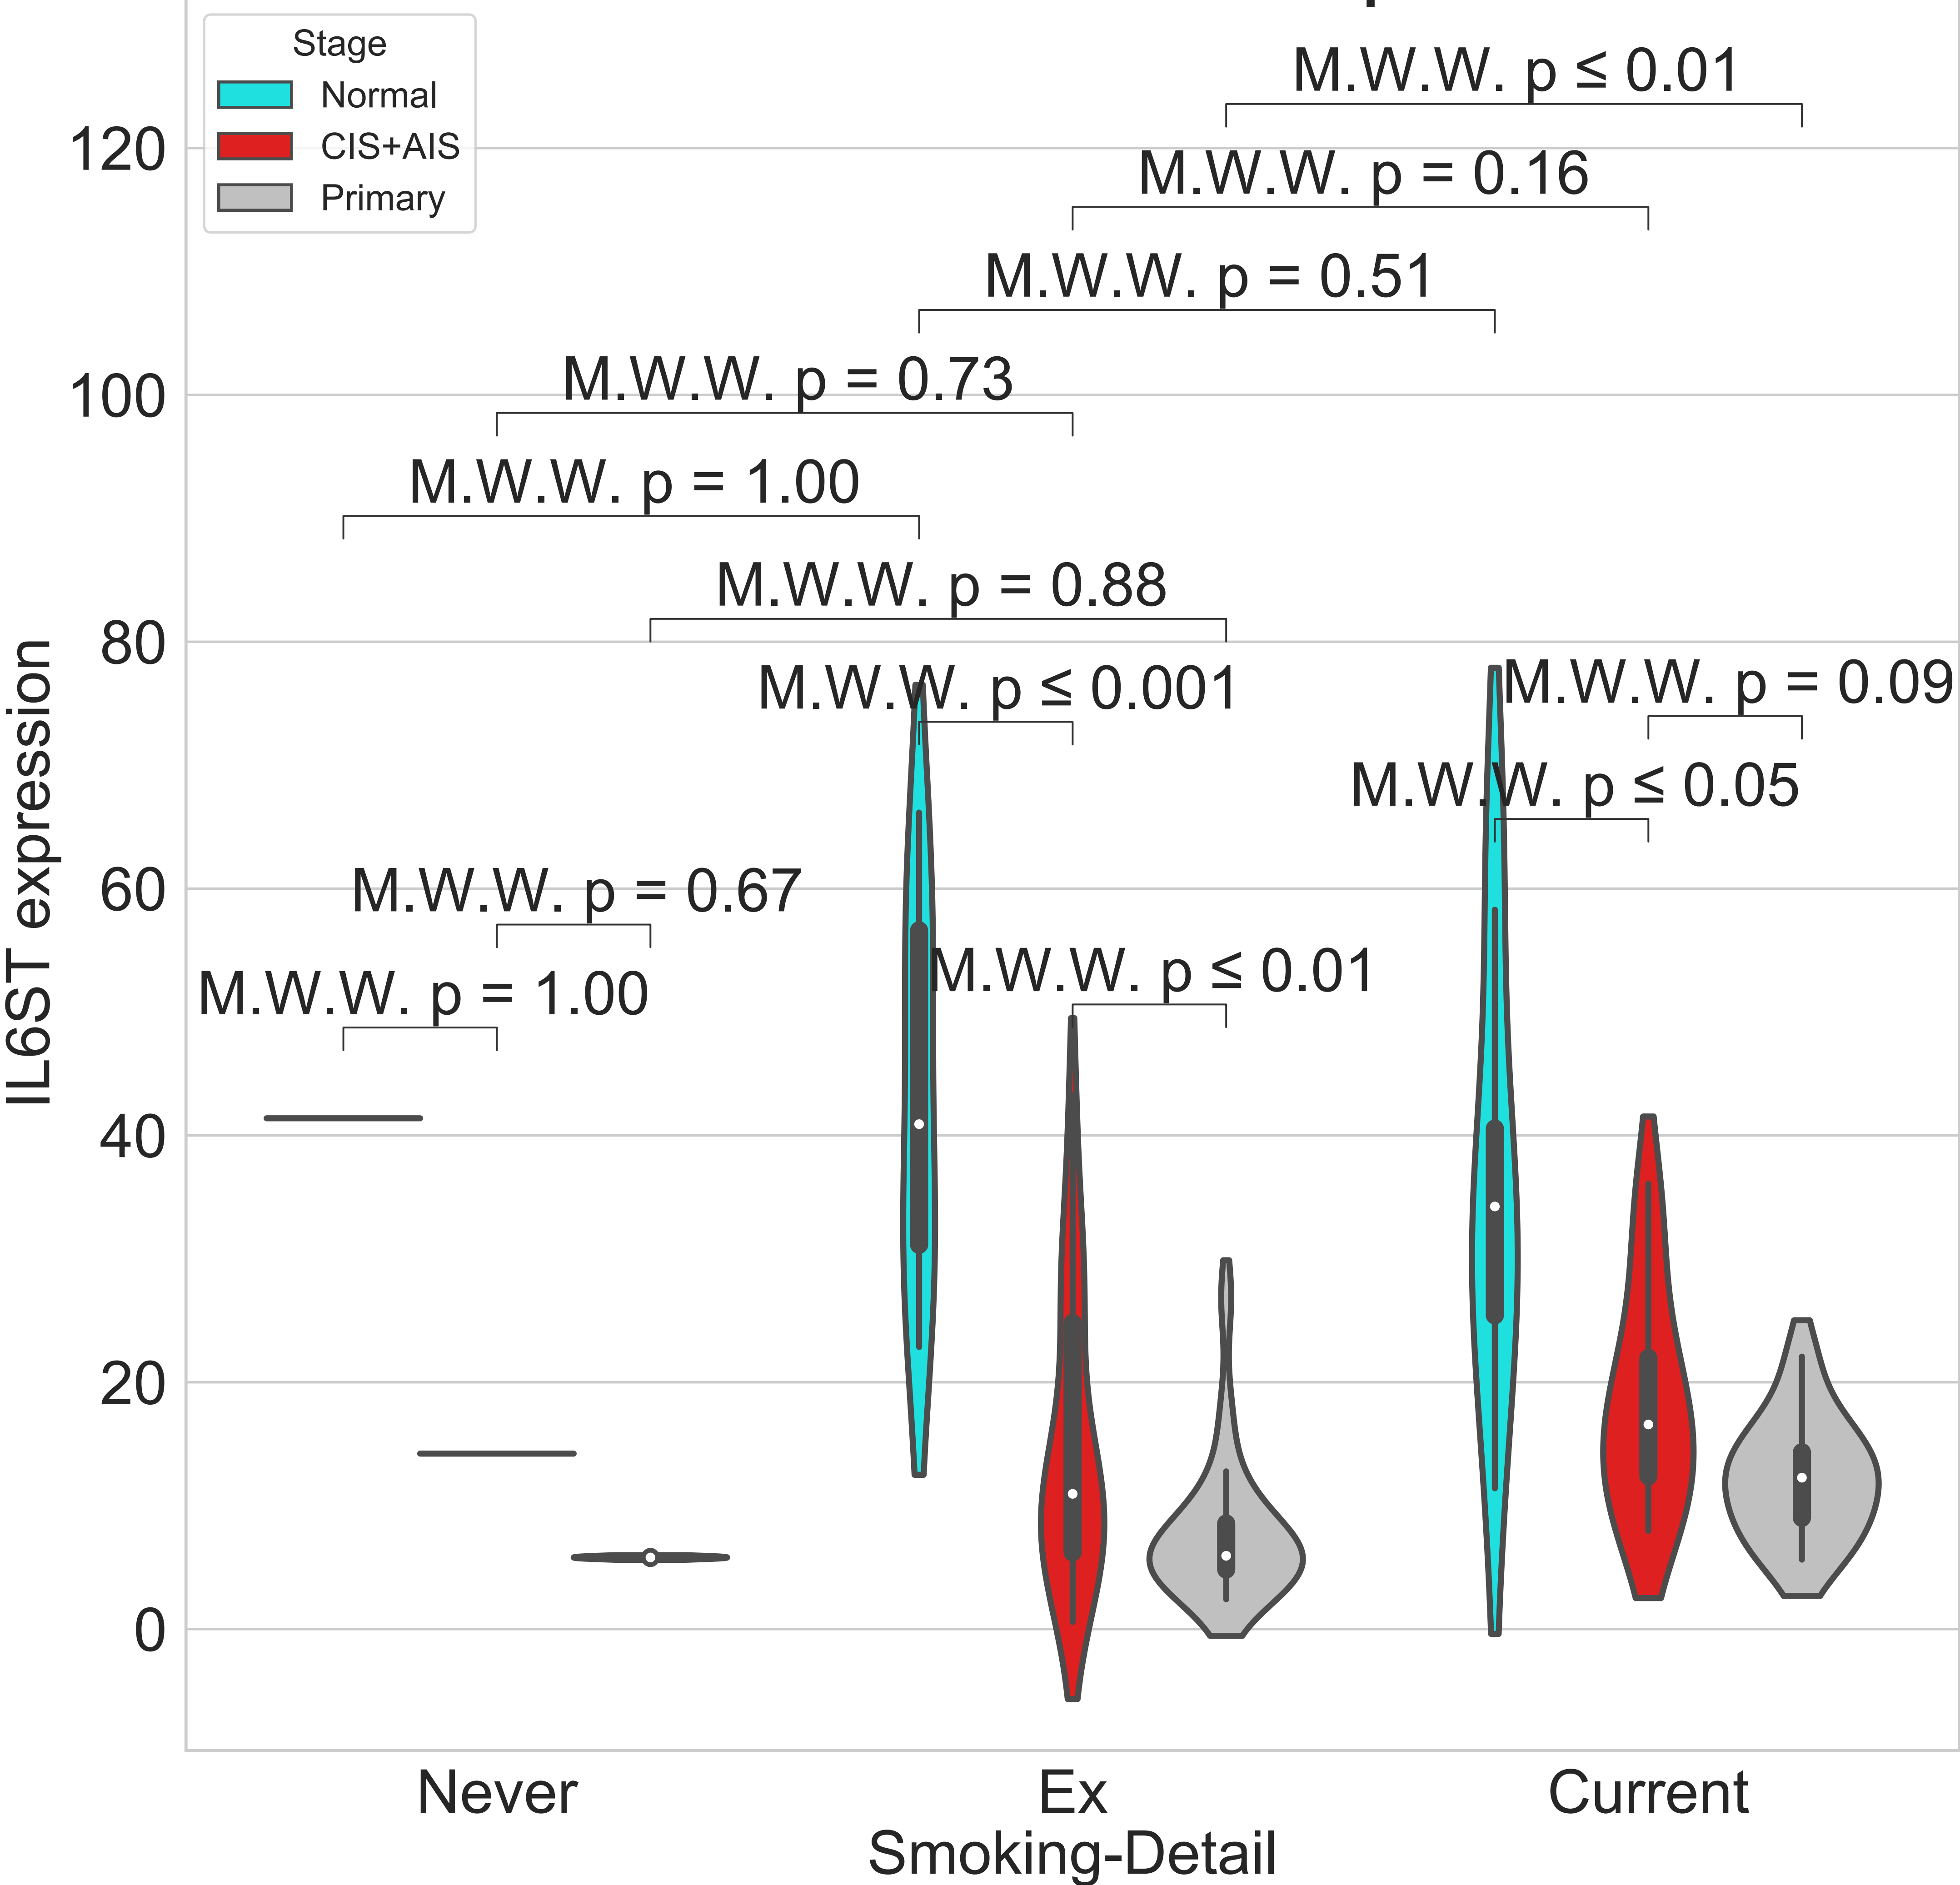 Stage
Normal
CIS+AIS
Primary
M.W.W. p ≤ 0.01
M.W.W. p = 0.16
M.W.W. p = 0.51
M.W.W. p = 0.73
M.W.W. p = 1.00
M.W.W. p = 0.88
M.W.W. p ≤ 0.001
M.W.W. p = 0.09
M.W.W. p ≤ 0.05
M.W.W. p = 0.67
M.W.W. p ≤ 0.01
M.W.W. p = 1.00
IL6ST expression
120
100
80
60
40
20
0
Never
Ex
Current
Smoking-Detail